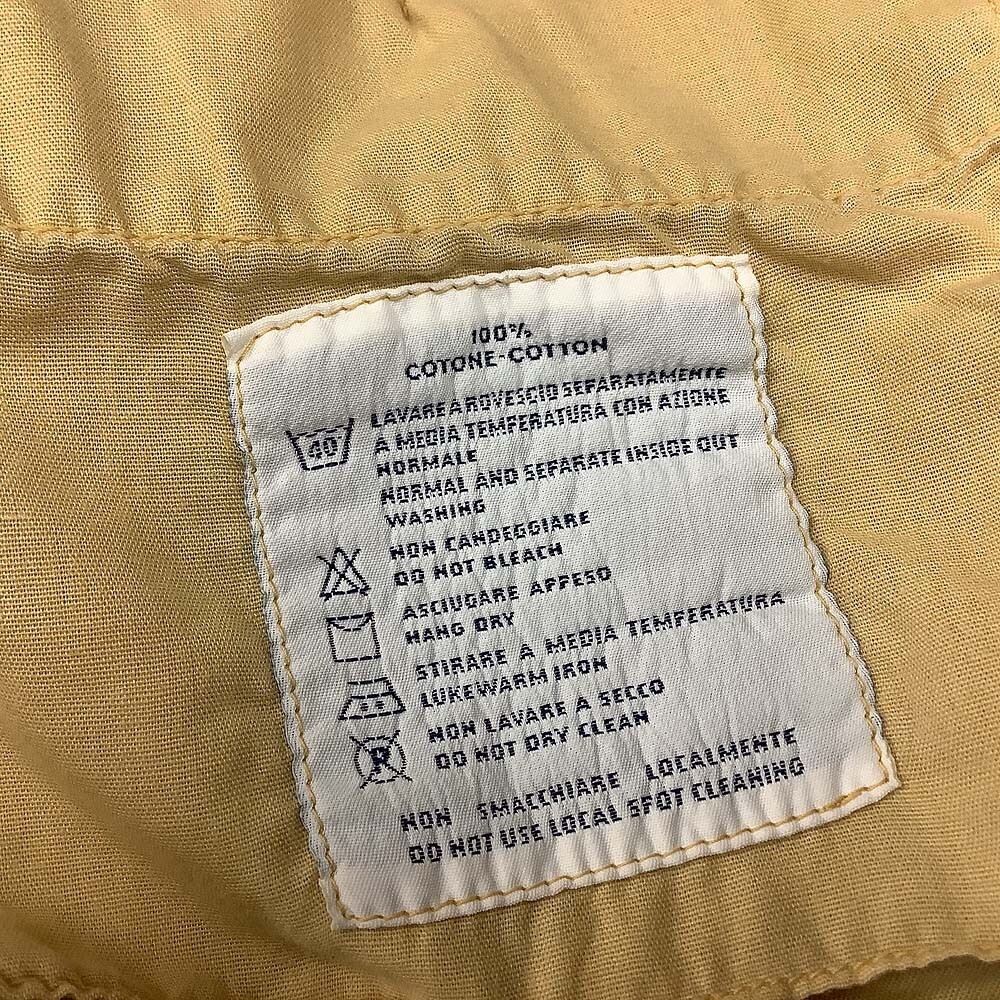 100%
COTONE-COTTON
LAVARE A ROVESCIO SEPARATAMENTE
A MEDIA TEMPERATURA CON AZIONE
NORMALE
40
NORMAL AND SEPARATE INSIDE OUT
WASHING
NON CANDEGGIARE
DO NOT BLEACH
ASCIUGARE APPESO
HANG DRY
STIRARE A MEDIA TEMPERATURA
LUKEWARM IRON
NON LAVARE A SECCO
R
DO NOT DRY CLEAN
NON SMACCHIARE LOCALMENTE
DO NOT USE LOCAL SPOT CLEANING